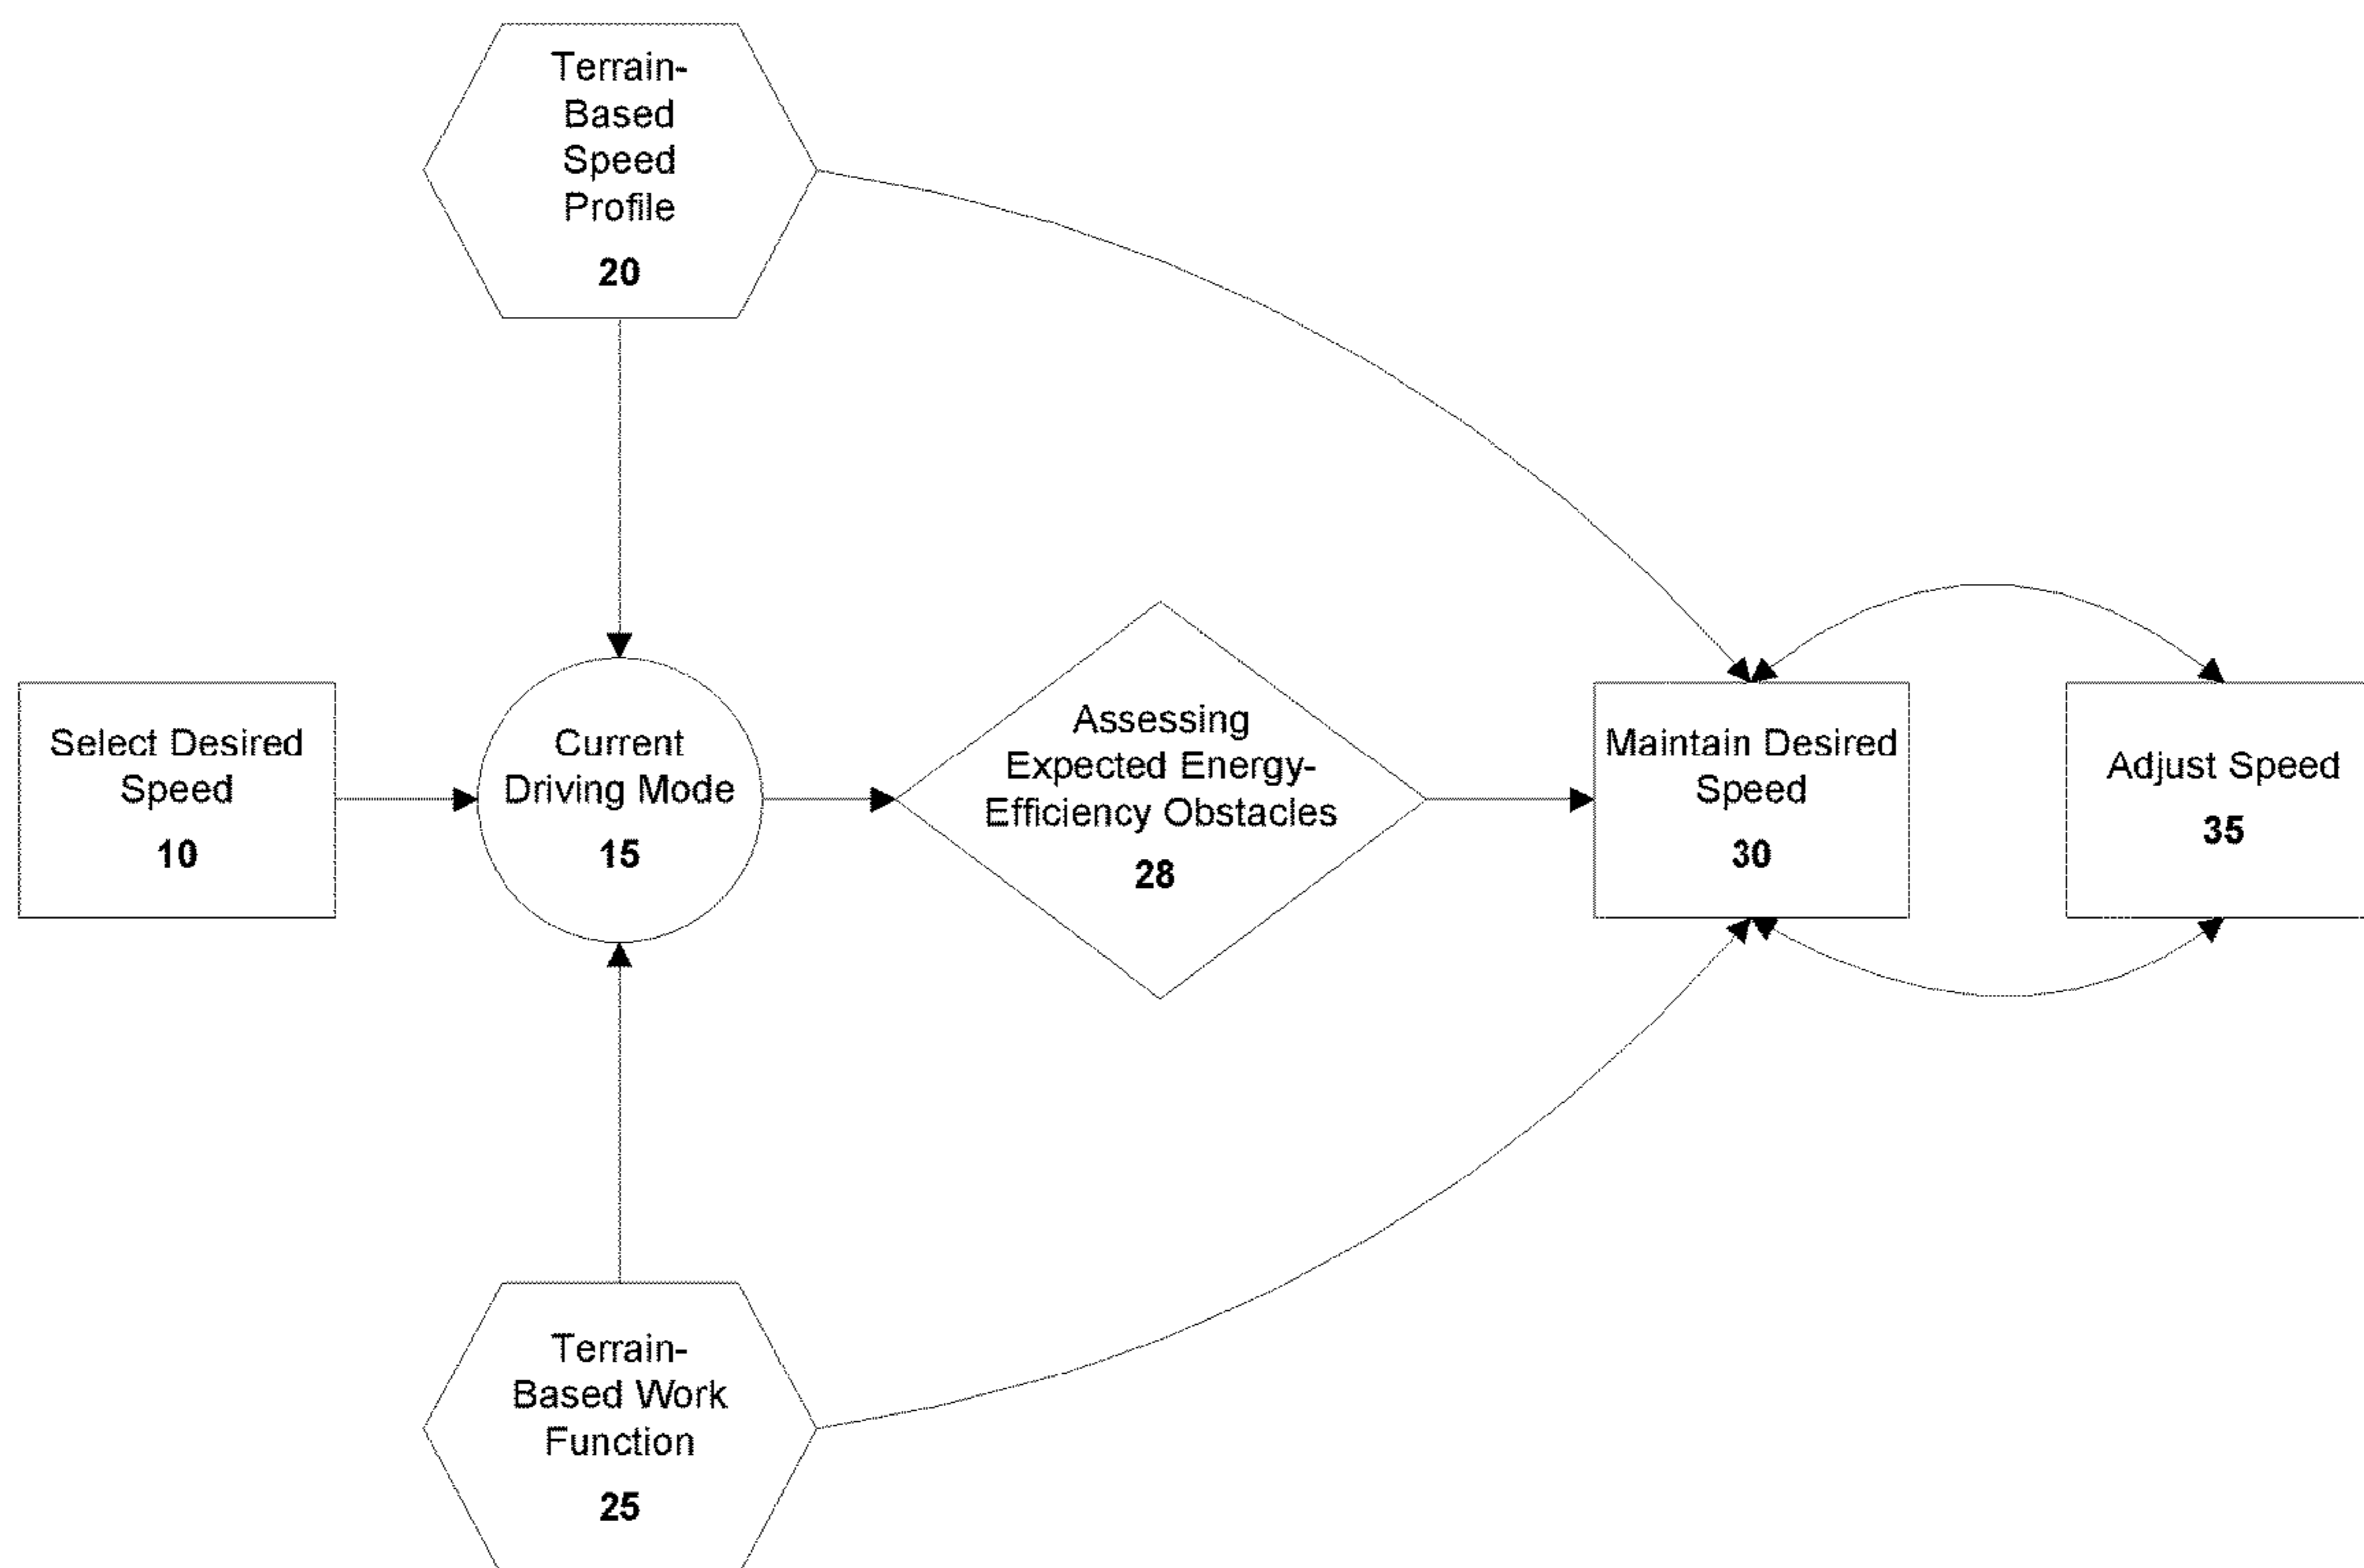 Terrain-
Based
Speed
Profile
20
Select Desired
Speed
10
Current
Driving Mode
15
Assessing
Expected Energy-
Efficiency Obstacles
28
Maintain Desired
Speed
30
Adjust Speed
35
Terrain-
Based Work
Function
25